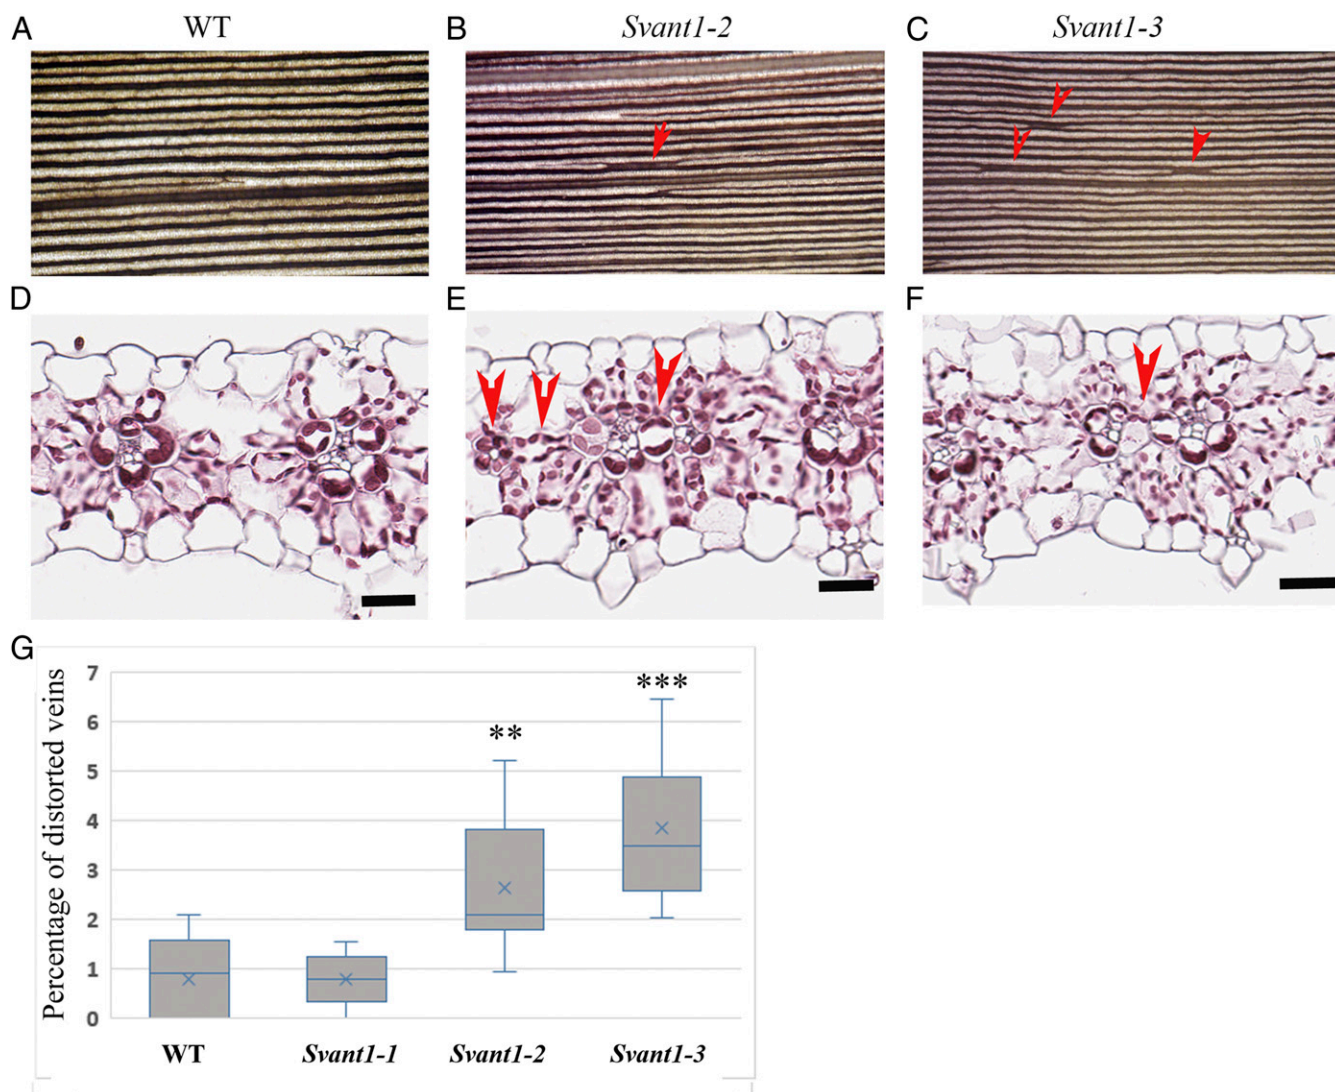 A WT B Svant1-2 C Svant1-3
D E F
G
Percentage of distorted veins
7
6
5
4
3
2
1
0
**
***
WT Svant1-1 Svant1-2 Svant1-3